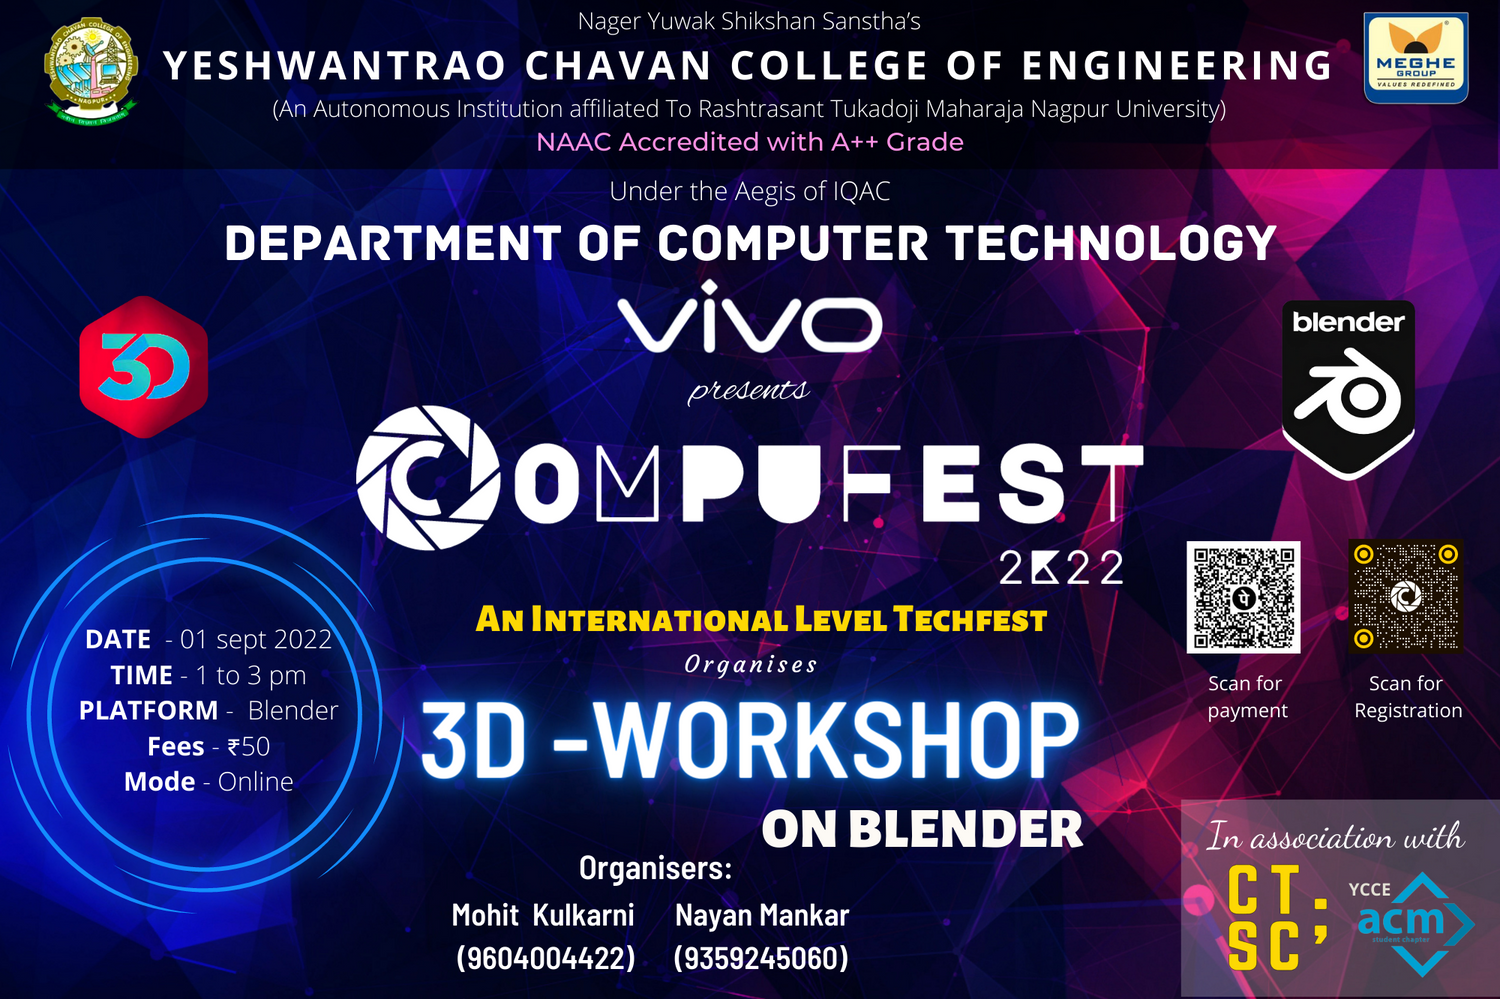 Nager Yuwak Shikshan Sanstha's
YESHWANTRAO CHAVAN COLLEGE OF ENGINEERING
(An Autonomous Institution affiliated To Rashtrasant Tukadoji Maharaja Nagpur University)
NAAC Accredited with A++ Grade
MEGHE
GROUP
VALUES REDEFINED
NAGPUR
Under the Aegis of IQAC
DEPARTMENT OF COMPUTER TECHNOLOGY
vivo
presents
3D
blender
COMPUFEST
2K22
AN INTERNATIONAL LEVEL TECHFEST
Organises
3D -WORKSHOP
ON BLENDER
DATE - 01 sept 2022
TIME - 1 to 3 pm
PLATFORM - Blender
Fees - ₹50
Mode - Online
Scan for
payment
Scan for
Registration
Organisers:
Mohit Kulkarni Nayan Mankar
(9604004422) (9359245060)
In association with
CT;
SC
YCCE
acm
student chapter